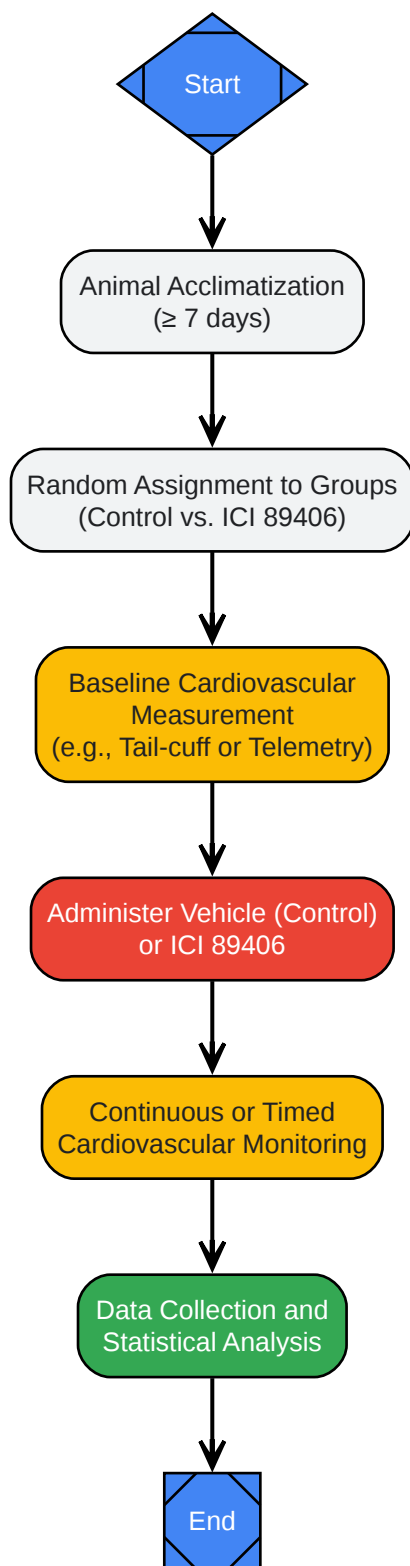 Start
Animal Acclimatization
(≥ 7 days)
Random Assignment to Groups
(Control vs. ICI 89406)
Baseline Cardiovascular
Measurement
(e.g., Tail-cuff or Telemetry)
Administer Vehicle (Control)
or ICI 89406
Continuous or Timed
Cardiovascular Monitoring
Data Collection and
Statistical Analysis
End